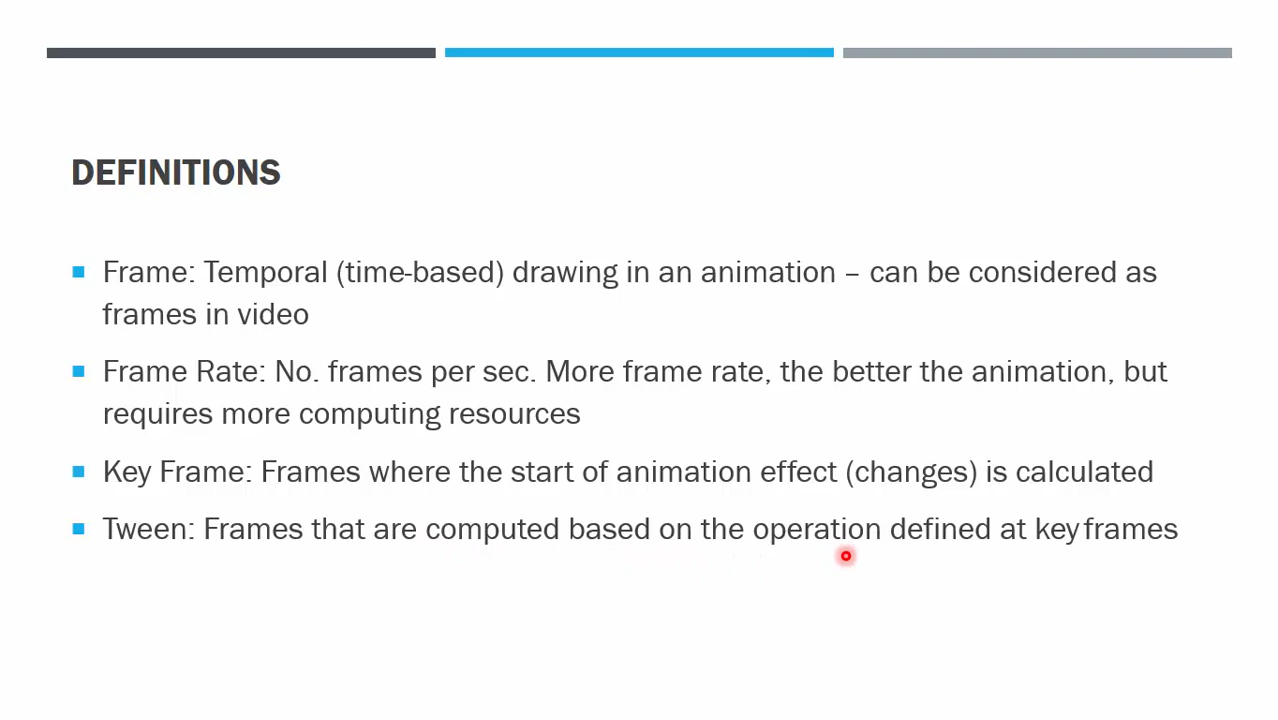 DEFINITIONS
Frame: Temporal (time-based) drawing in an animation – can be considered as
frames in video
Frame Rate: No. frames per sec. More frame rate, the better the animation, but
requires more computing resources
Key Frame: Frames where the start of animation effect (changes) is calculated
Tween: Frames that are computed based on the operation defined at key frames